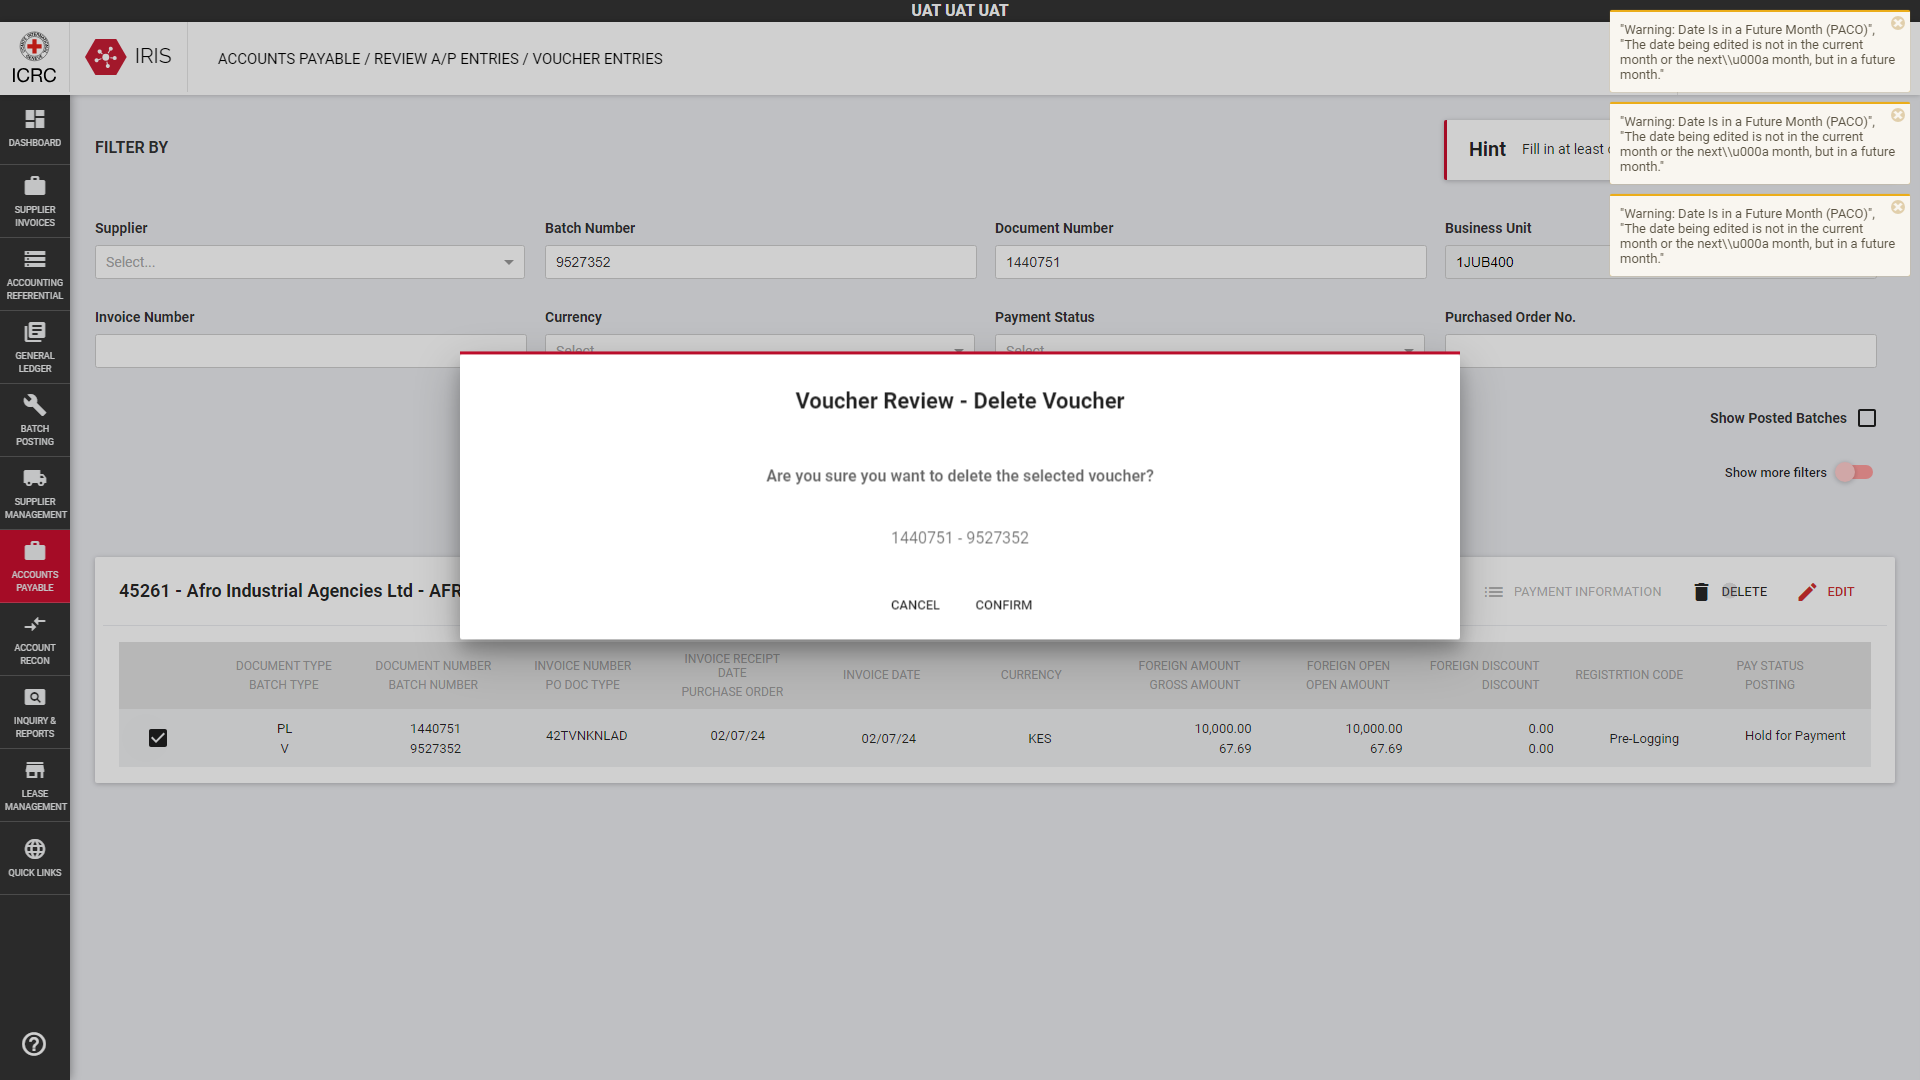 UAT UAT UAT
ICRC
IRIS
ACCOUNTS PAYABLE / REVIEW A/P ENTRIES / VOUCHER ENTRIES
"Warning: Date Is in a Future Month (PACO)",
"The date being edited is not in the current
month or the next\\u000a month, but in a future
month."
"Warning: Date Is in a Future Month (PACO)",
"The date being edited is not in the current
month or the next\\u000a month, but in a future
month."
"Warning: Date Is in a Future Month (PACO)",
"The date being edited is not in the current
month or the next\\u000a month, but in a future
month."
DASHBOARD
SUPPLIER
INVOICES
ACCOUNTING
REFERENTIAL
GENERAL
LEDGER
BATCH
POSTING
SUPPLIER
MANAGEMENT
ACCOUNTS
PAYABLE
ACCOUNT
RECON
INQUIRY &
REPORTS
LEASE
MANAGEMENT
QUICK LINKS
FILTER BY
Hint Fill in at least
Supplier Batch Number Document Number Business Unit
Select... 9527352 1440751 1JUB400
Invoice Number Currency Payment Status Purchased Order No.
Select... Select...
Show Posted Batches
Show more filters
Voucher Review - Delete Voucher
Are you sure you want to delete the selected voucher?
1440751 - 9527352
CANCEL CONFIRM
45261 - Afro Industrial Agencies Ltd - AFR
PAYMENT INFORMATION DELETE EDIT
DOCUMENT TYPE
BATCH TYPE
DOCUMENT NUMBER
BATCH NUMBER
INVOICE NUMBER
PO DOC TYPE
INVOICE RECEIPT
DATE
PURCHASE ORDER
INVOICE DATE
CURRENCY
FOREIGN AMOUNT
GROSS AMOUNT
FOREIGN OPEN
OPEN AMOUNT
FOREIGN DISCOUNT
DISCOUNT
REGISTRTION CODE
PAY STATUS
POSTING
PL
V
1440751
9527352
42TVNKNLAD
02/07/24
02/07/24
KES
10,000.00
67.69
10,000.00
67.69
0.00
0.00
Pre-Logging
Hold for Payment